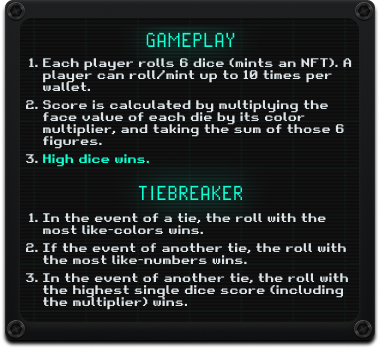 GAMEPLAY
1. Each player rolls 6 dice (mints an NFT). A
player can roll/mint up to 10 times per
wallet.
2. Score is calculated by multiplying the
face value of each die by its color
multiplier, and taking the sum of those 6
figures.
3. High dice wins.
TIEBREAKER
1. In the event of a tie, the roll with the
most like-colors wins.
2. If the event of another tie, the roll with
the most like-numbers wins.
3. In the event of another tie, the roll with
the highest single dice score (including
the multiplier) wins.